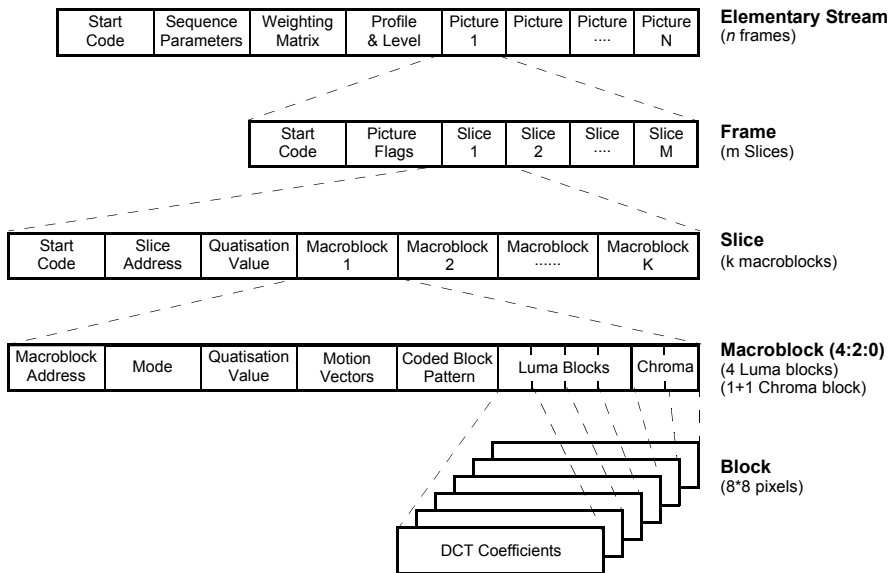 Start Code
Sequence Parameters
Weighting Matrix
Profile & Level
Picture 1
Picture
Picture ····
Picture N
Elementary Stream
(n frames)
Start Code
Picture Flags
Slice 1
Slice 2
Slice ····
Slice M
Frame
(m Slices)
Start Code
Slice Address
Quatisation Value
Macroblock 1
Macroblock 2
Macroblock ······
Macroblock K
Slice
(k macroblocks)
Macroblock Address
Mode
Quatisation Value
Motion Vectors
Coded Block Pattern
Luma Blocks
Chroma
Macroblock (4:2:0)
(4 Luma blocks)
(1+1 Chroma block)
Block
(8*8 pixels)
DCT Coefficients